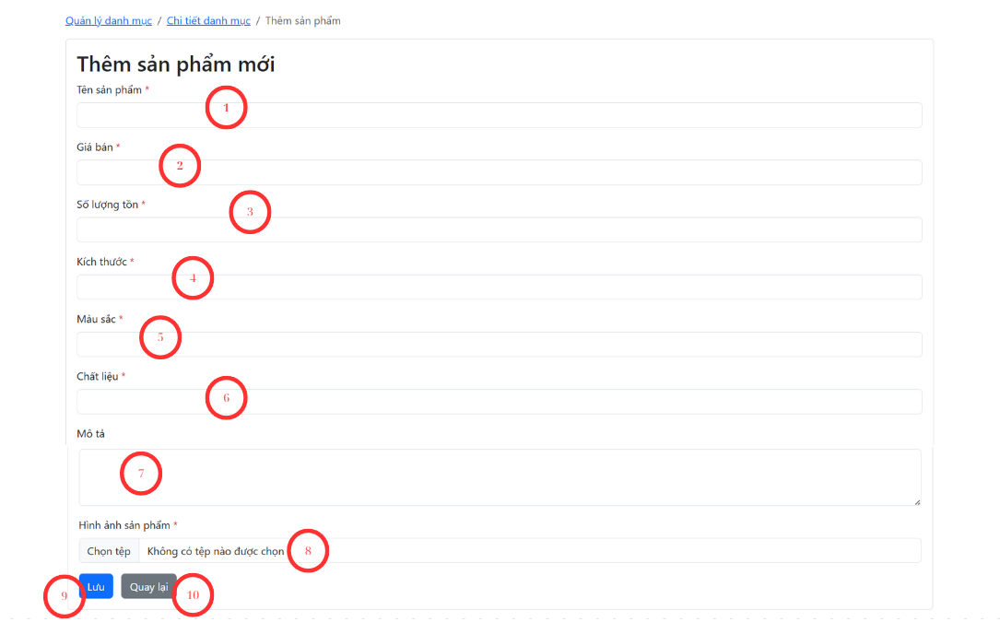 Quản lý danh mục / Chi tiết danh mục / Thêm sản phẩm
Thêm sản phẩm mới
Tên sản phẩm *
1
Giá bán *
2
Số lượng tồn *
3
Kích thước *
4
Màu sắc *
5
Chất liệu *
6
Mô tả
7
Hình ảnh sản phẩm *
Chọn tệp Không có tệp nào được chọn 8
9 Lưu Quay lại 10